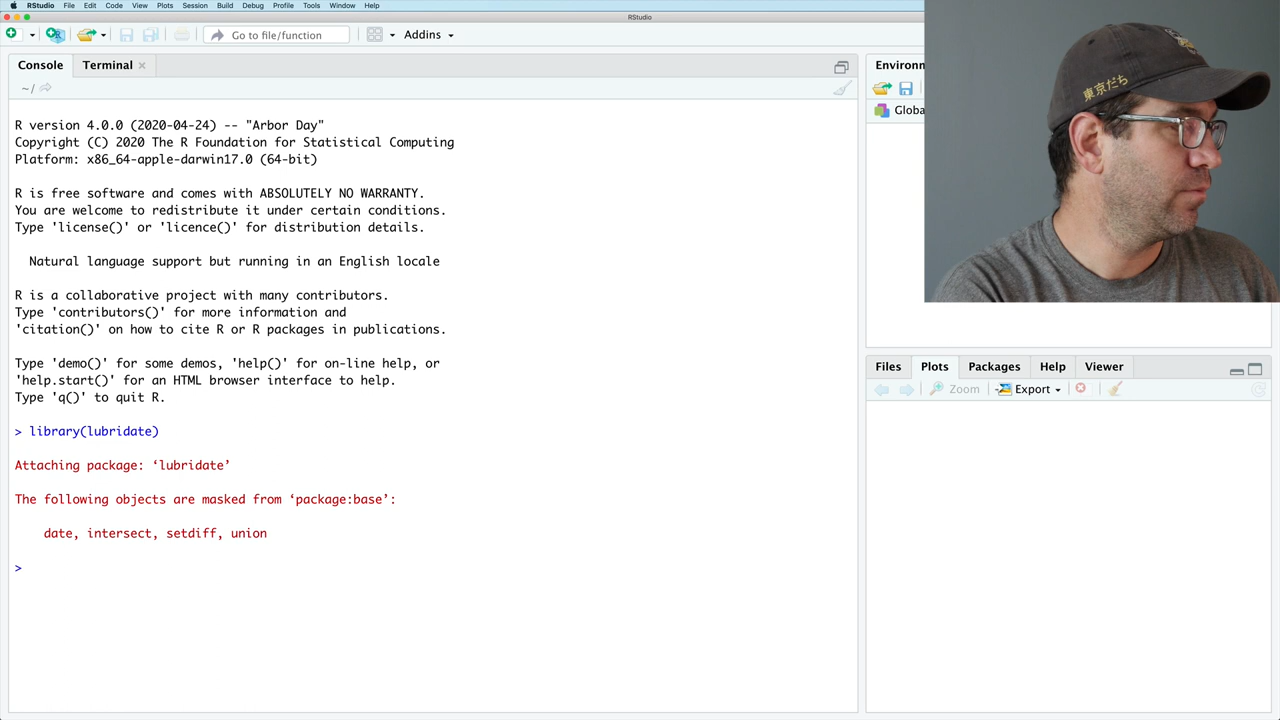 RStudio File Edit Code View Plots Session Build Debug Profile Tools Window Help
RStudio
Go to file/function
Addins
Console
Terminal
~/
R version 4.0.0 (2020-04-24) -- "Arbor Day"
Copyright (C) 2020 The R Foundation for Statistical Computing
Platform: x86_64-apple-darwin17.0 (64-bit)
R is free software and comes with ABSOLUTELY NO WARRANTY.
You are welcome to redistribute it under certain conditions.
Type 'license()' or 'licence()' for distribution details.
Natural language support but running in an English locale
R is a collaborative project with many contributors.
Type 'contributors()' for more information and
'citation()' on how to cite R or R packages in publications.
Type 'demo()' for some demos, 'help()' for on-line help, or
'help.start()' for an HTML browser interface to help.
Type 'q()' to quit R.
> library(lubridate)
Attaching package: ‘lubridate’
The following objects are masked from ‘package:base’:
date, intersect, setdiff, union
>
Environ
Globa
東京だち
Files Plots Packages Help Viewer
Zoom Export